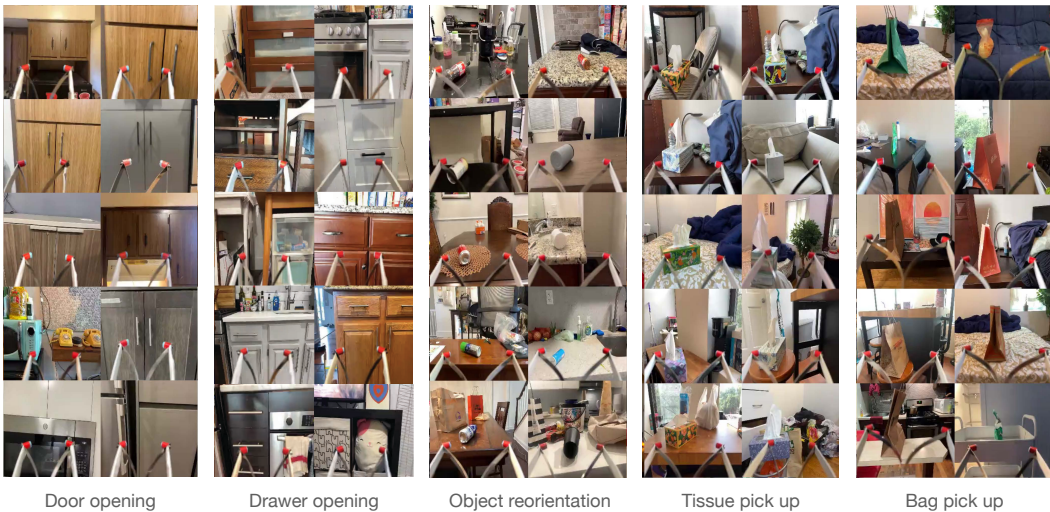 Door opening
Drawer opening
Object reorientation
Tissue pick up
Bag pick up